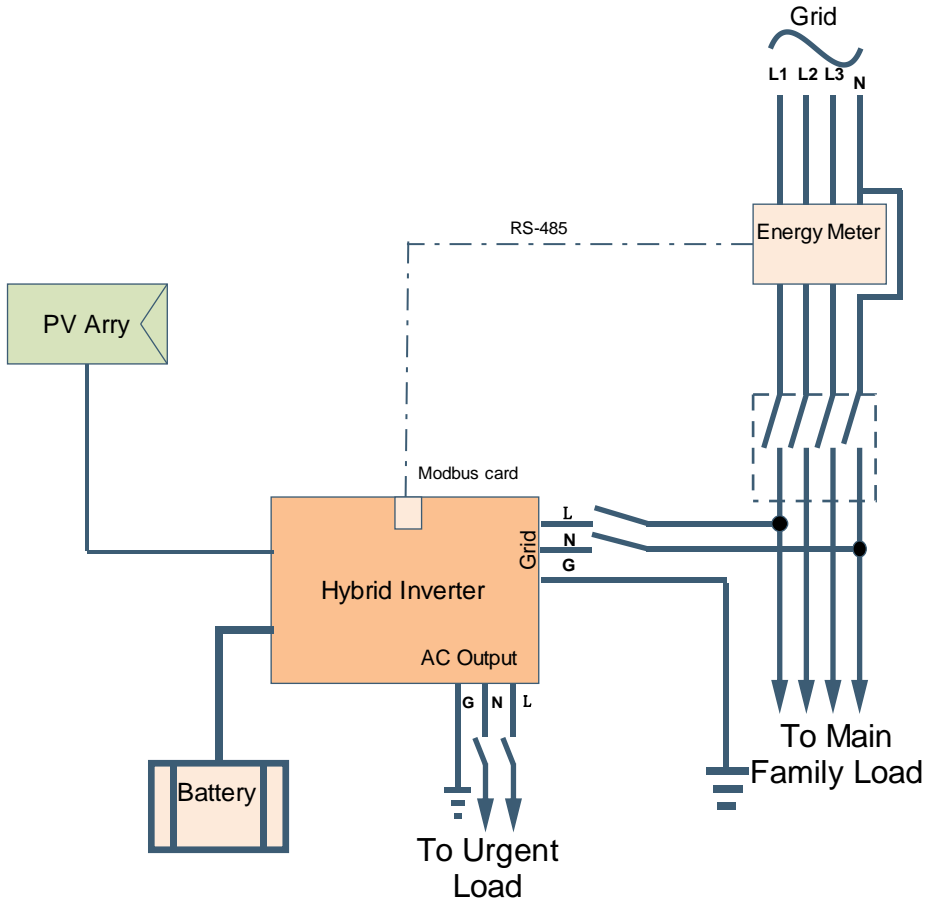 Grid
L1 L2 L3 N
Energy Meter
RS-485
PV Arry
Modbus card
L
N
G
Grid
Hybrid Inverter
AC Output
G N L
Battery
To Main
Family Load
To Urgent
Load